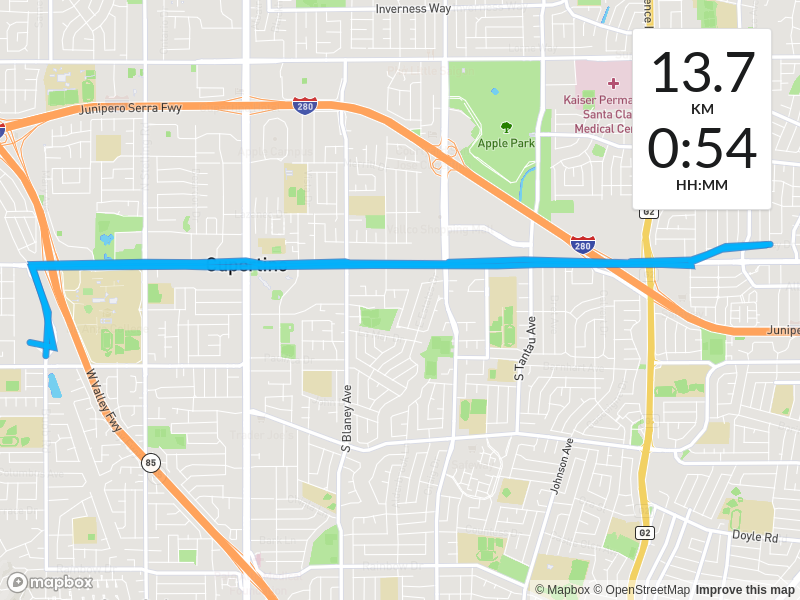 Inverness Way
13.7
KM
0:54
HH:MM
Junipero Serra Fwy
280
Kaiser Perma
Santa Cla
Medical Cen
Apple Park
G2
280
Cupertino
Junipe
S Tantau Ave
W Valley Fwy
S Blaney Ave
85
Johnson Ave
G2
Doyle Rd
mapbox
© Mapbox © OpenStreetMap Improve this map